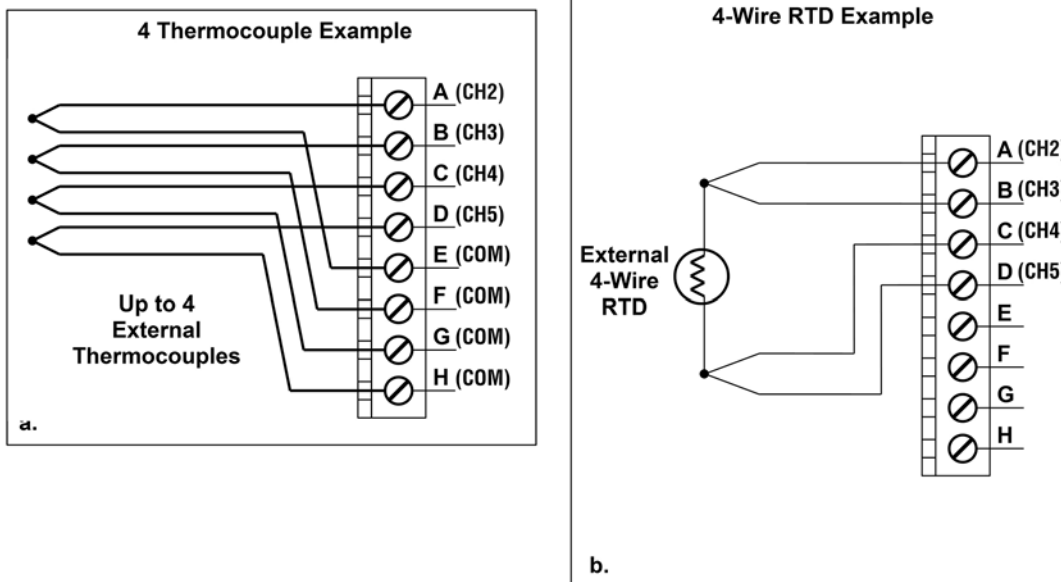 4 Thermocouple Example
A (CH2)
B (CH3)
C (CH4)
D (CH5)
E (COM)
F (COM)
G (COM)
H (COM)
Up to 4
External
Thermocouples
a.
4-Wire RTD Example
A (CH2
B (CH3
C (CH4
D (CH5
E
F
G
H
External
4-Wire
RTD
b.